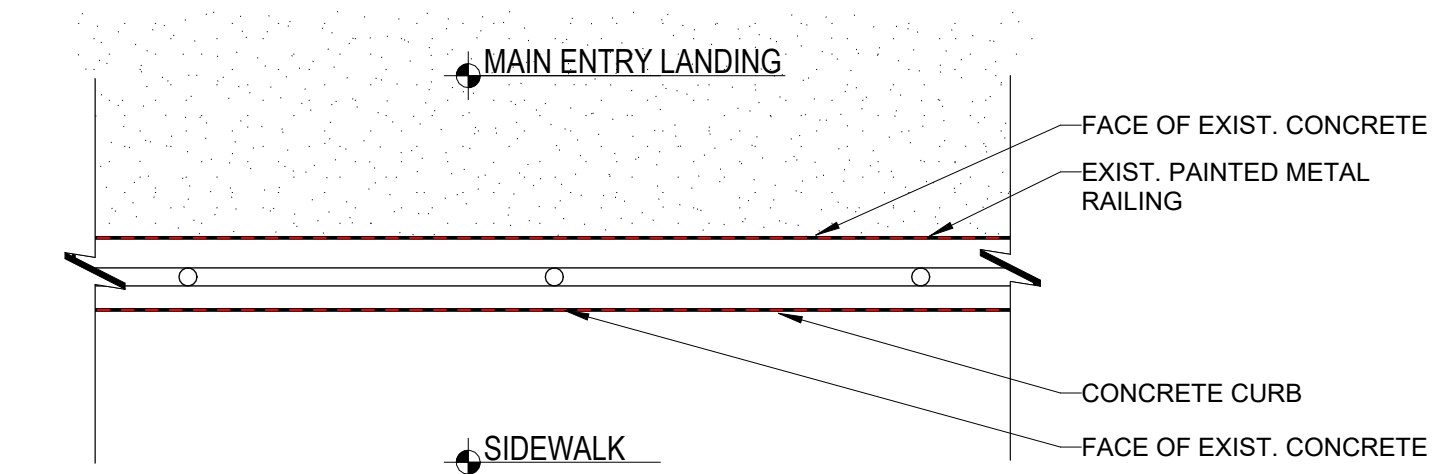 MAIN ENTRY LANDING
FACE OF EXIST. CONCRETE
EXIST. PAINTED METAL
RAILING
CONCRETE CURB
FACE OF EXIST. CONCRETE
SIDEWALK